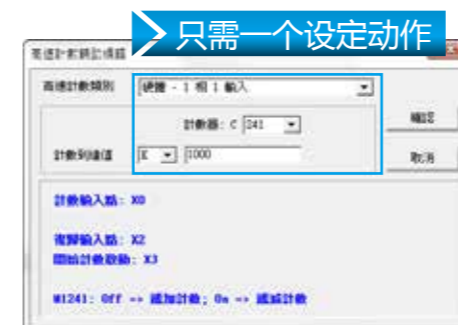 只需一个设定动作
高速計數類別
硬體 - 1 相 1 輸入
計數器: C 241
確認
計數到達值
K
1000
取消
計數輸入點: X0
復歸輸入點: X2
開始計數啟動: X3
M1241: Off --> 遞加計數; On --> 遞減計數